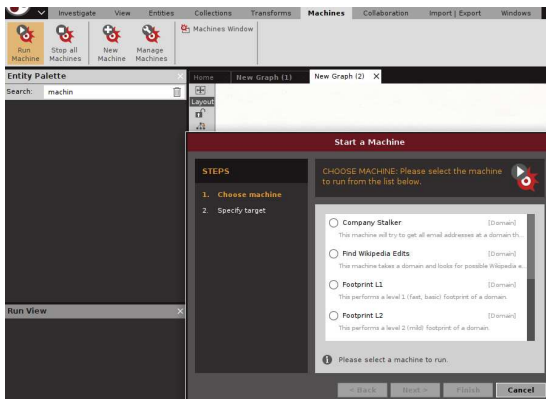 Investigate View Entities Collections Transforms Machines Collaboration Import | Export Windows
Run Machine
Stop all Machines
New Machine
Manage Machines
Machines Window
Entity Palette
Search: machin
Home New Graph (1) New Graph (2) X
Layout
Start a Machine
STEPS
1. Choose machine
2. Specify target
CHOOSE MACHINE: Please select the machine
to run from the list below.
Company Stalker [Domain]
This machine will try to get all email addresses at a domain th...
Find Wikipedia Edits [Domain]
This machine takes a domain and looks for possible Wikipedia e...
Footprint L1 [Domain]
This performs a level 1 (fast, basic) footprint of a domain.
Footprint L2 [Domain]
This performs a level 2 (mild) footprint of a domain.
Please select a machine to run.
Run View
< Back Next > Finish Cancel